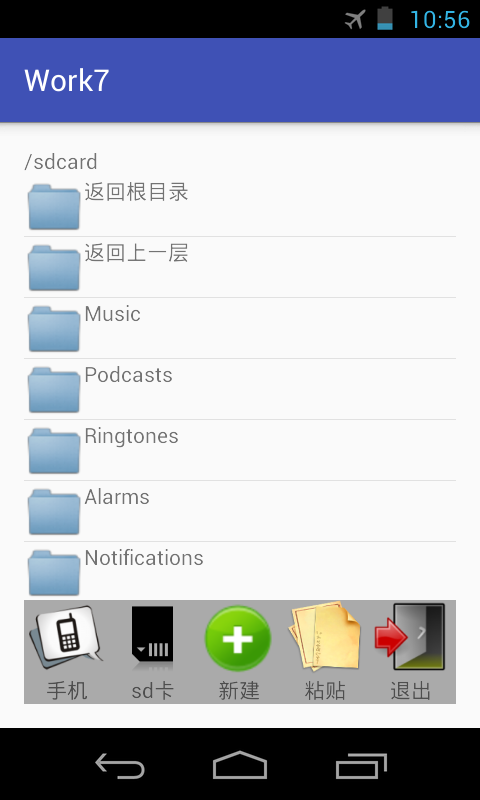 10:56
Work7
/sdcard
返回根目录
返回上一层
Music
Podcasts
Ringtones
Alarms
Notifications
手机 sd卡 新建 粘贴 退出